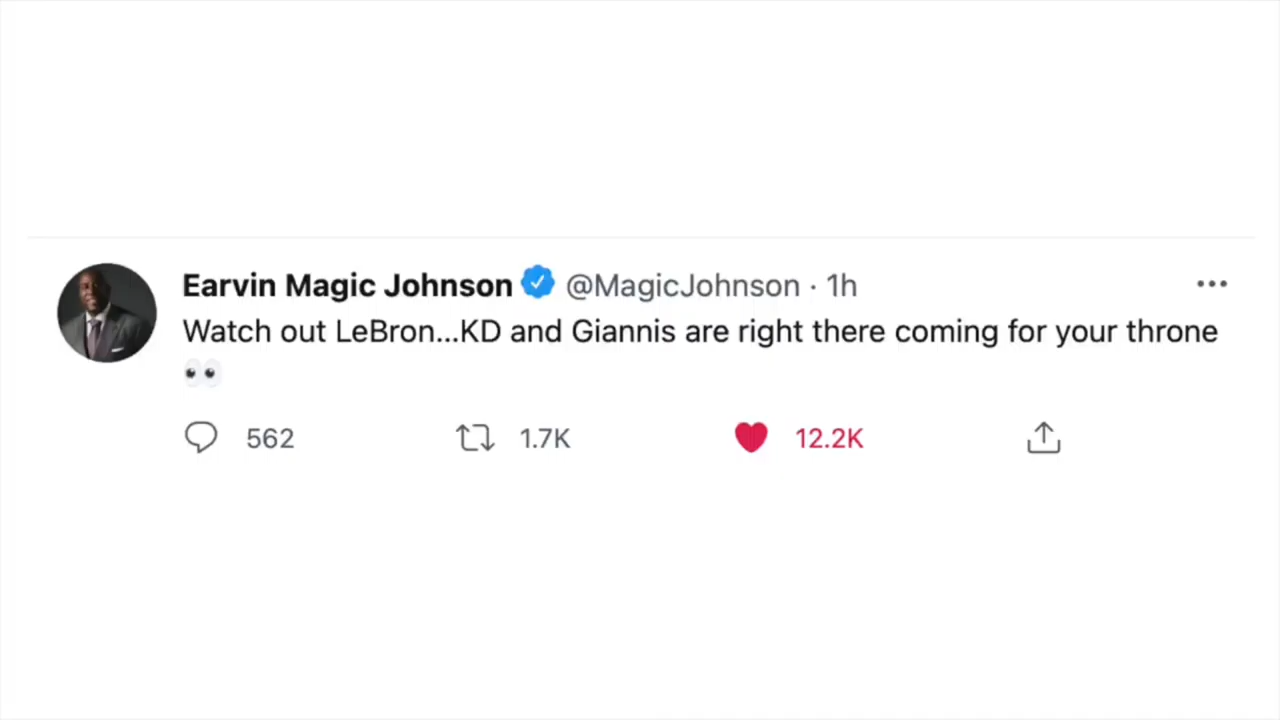 Earvin Magic Johnson @MagicJohnson · 1h
Watch out LeBron...KD and Giannis are right there coming for your throne
👀
562 1.7K 12.2K